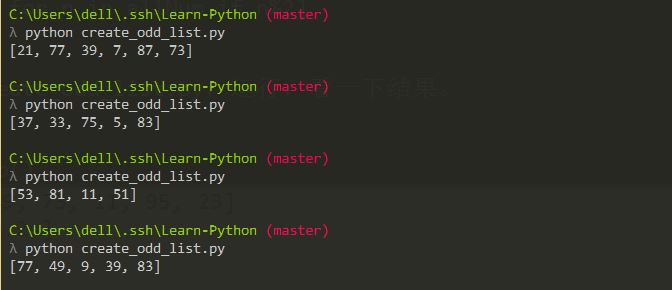 C:\Users\dell\.ssh\Learn-Python (master)
λ python create_odd_list.py
[21, 77, 39, 7, 87, 73]
C:\Users\dell\.ssh\Learn-Python (master)
λ python create_odd_list.py
[37, 33, 75, 5, 83]
C:\Users\dell\.ssh\Learn-Python (master)
λ python create_odd_list.py
[53, 81, 11, 51]
C:\Users\dell\.ssh\Learn-Python (master)
λ python create_odd_list.py
[77, 49, 9, 39, 83]